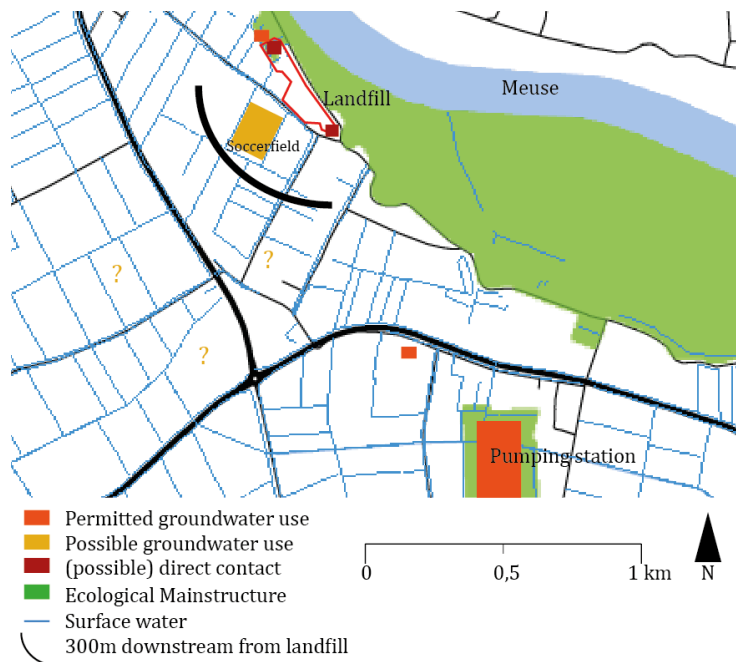 Meuse
Landfill
Soccerfield
?
?
?
Pumping station
Permitted groundwater use
Possible groundwater use
(possible) direct contact
Ecological Mainstructure
Surface water
300m downstream from landfill
0
0,5
1 km
N